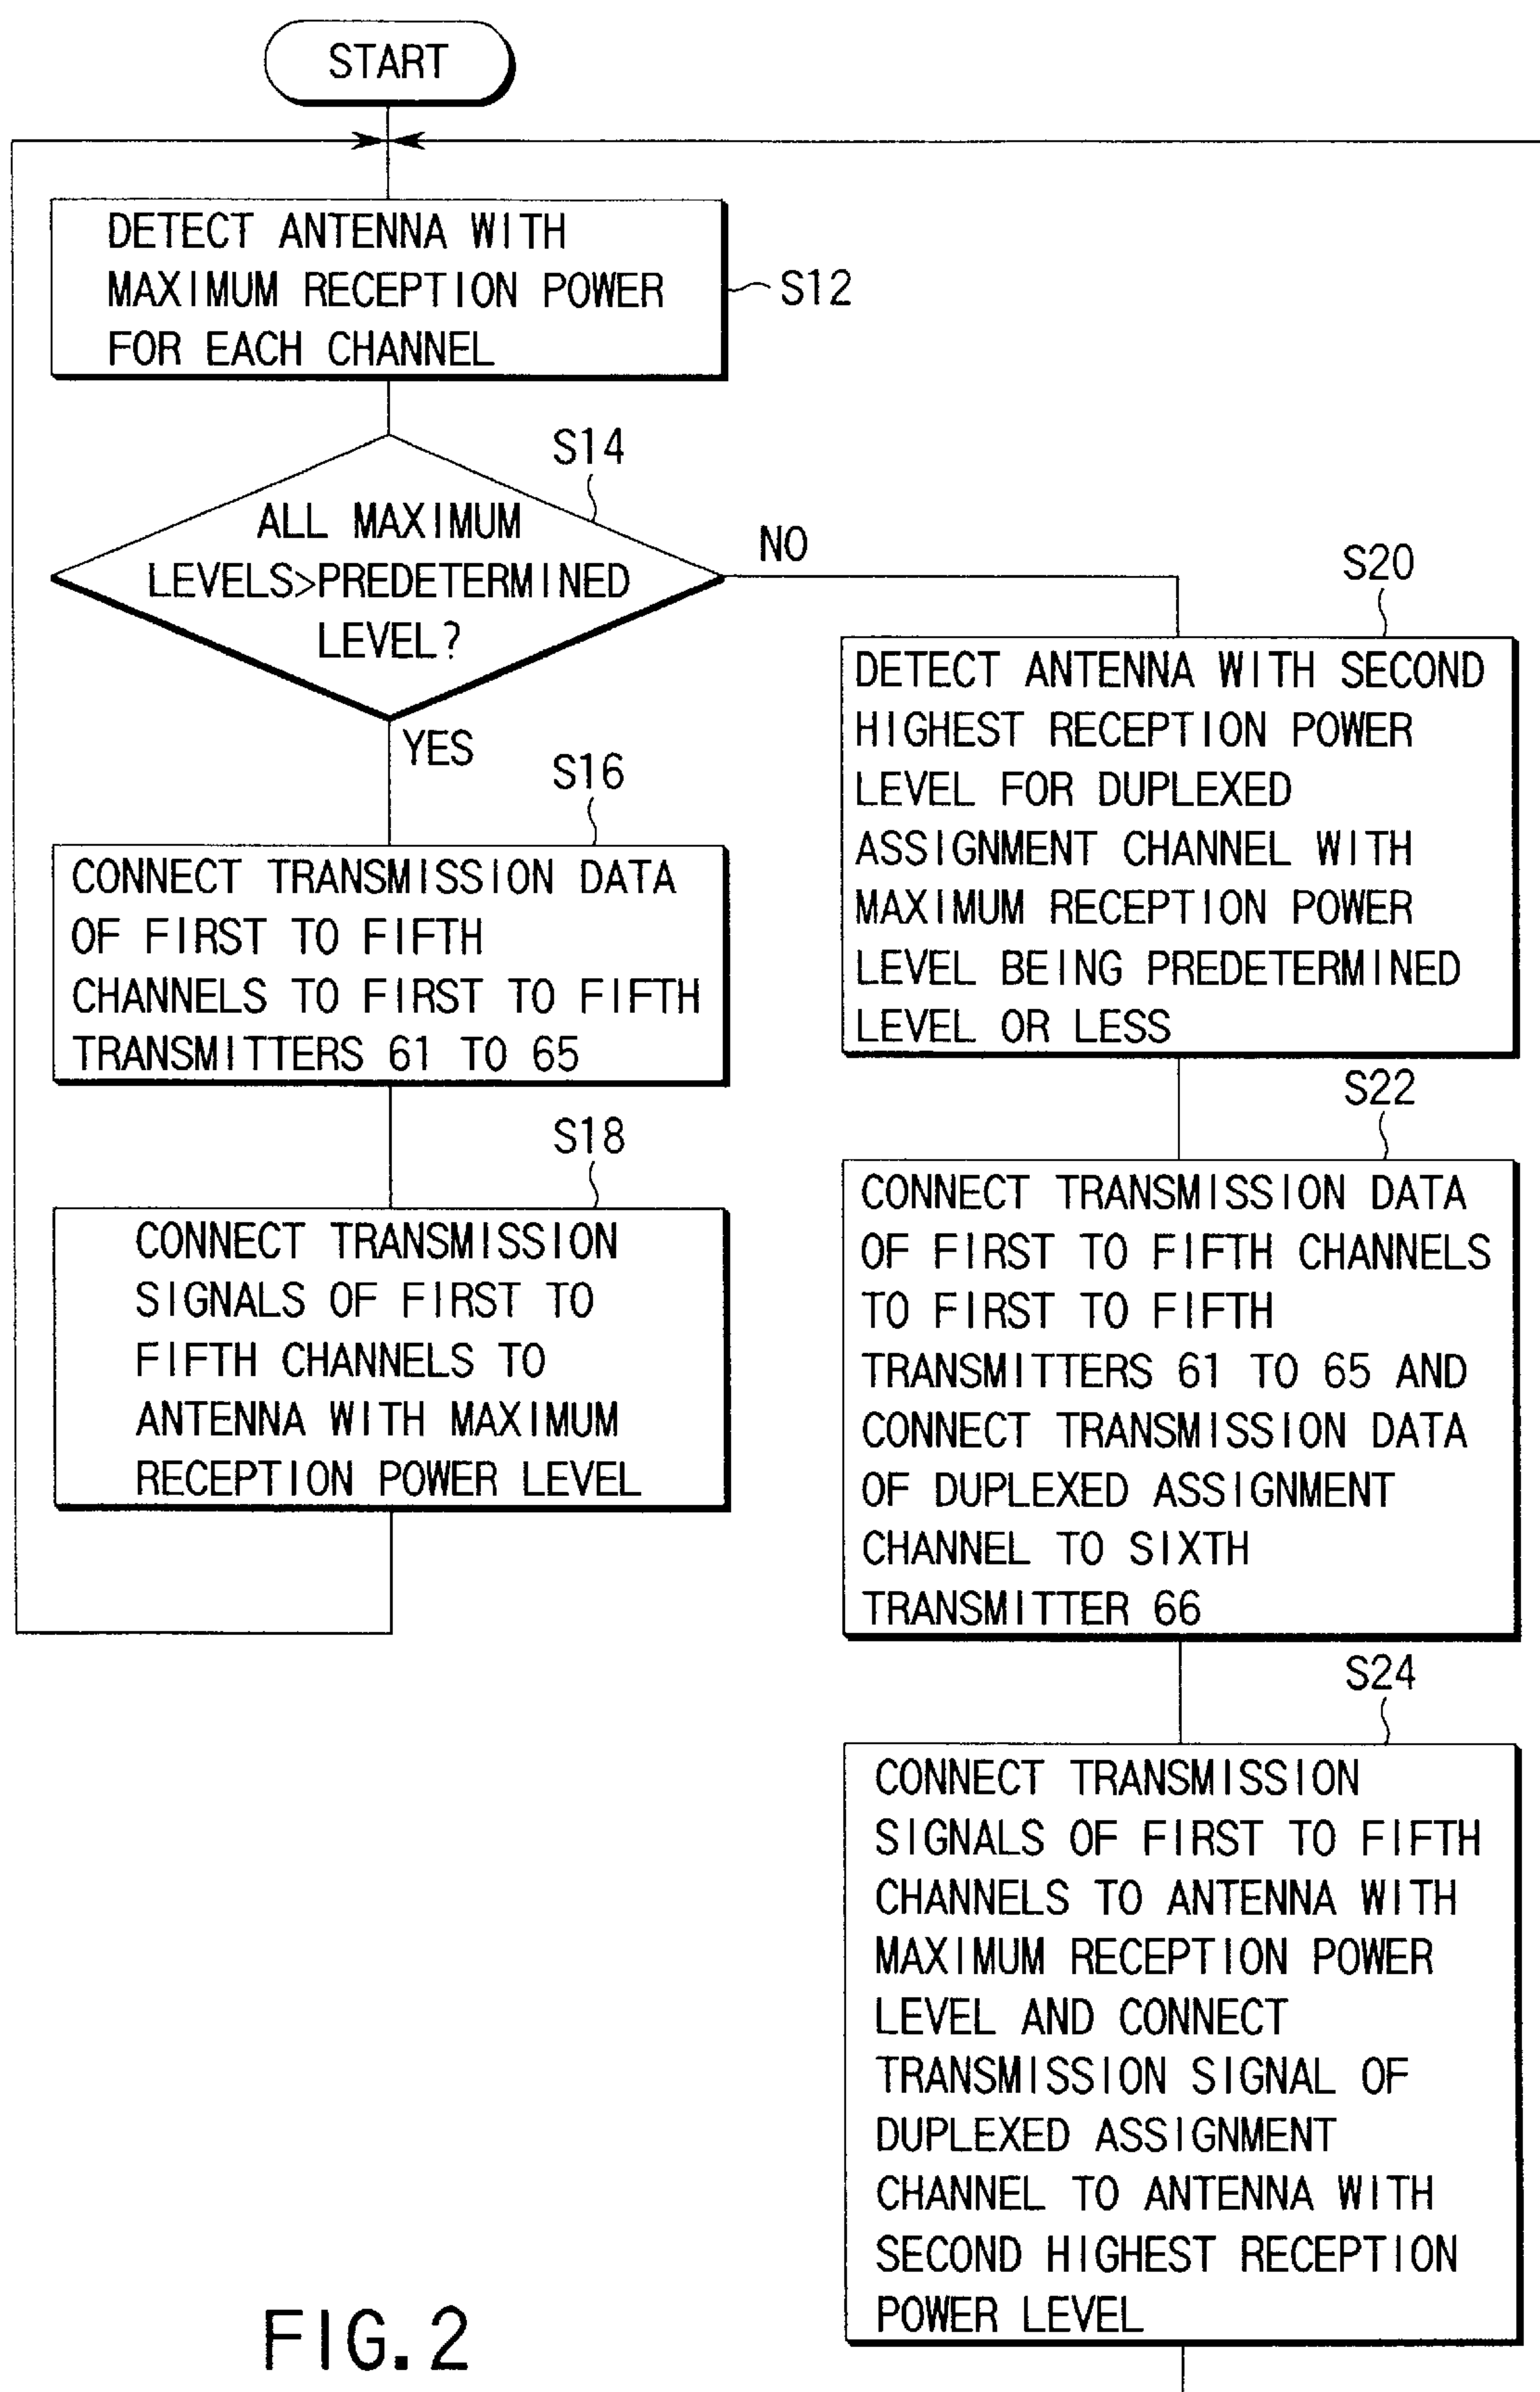 START
DETECT ANTENNA WITH
MAXIMUM RECEPTION POWER
FOR EACH CHANNEL
S12
S14
ALL MAXIMUM
LEVELS>PREDETERMINED
LEVEL?
NO
YES
S16
CONNECT TRANSMISSION DATA
OF FIRST TO FIFTH
CHANNELS TO FIRST TO FIFTH
TRANSMITTERS 61 TO 65
S18
CONNECT TRANSMISSION
SIGNALS OF FIRST TO
FIFTH CHANNELS TO
ANTENNA WITH MAXIMUM
RECEPTION POWER LEVEL
S20
DETECT ANTENNA WITH SECOND
HIGHEST RECEPTION POWER
LEVEL FOR DUPLEXED
ASSIGNMENT CHANNEL WITH
MAXIMUM RECEPTION POWER
LEVEL BEING PREDETERMINED
LEVEL OR LESS
S22
CONNECT TRANSMISSION DATA
OF FIRST TO FIFTH CHANNELS
TO FIRST TO FIFTH
TRANSMITTERS 61 TO 65 AND
CONNECT TRANSMISSION DATA
OF DUPLEXED ASSIGNMENT
CHANNEL TO SIXTH
TRANSMITTER 66
S24
CONNECT TRANSMISSION
SIGNALS OF FIRST TO FIFTH
CHANNELS TO ANTENNA WITH
MAXIMUM RECEPTION POWER
LEVEL AND CONNECT
TRANSMISSION SIGNAL OF
DUPLEXED ASSIGNMENT
CHANNEL TO ANTENNA WITH
SECOND HIGHEST RECEPTION
POWER LEVEL
FIG.2